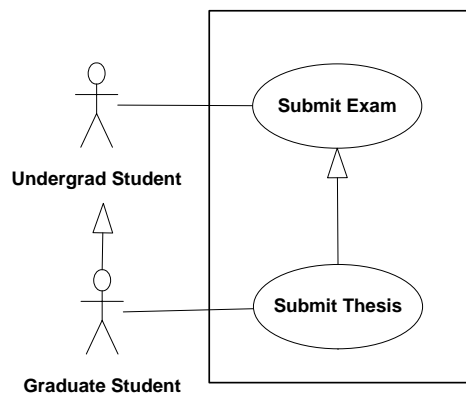 Submit Exam
Undergrad Student
Submit Thesis
Graduate Student